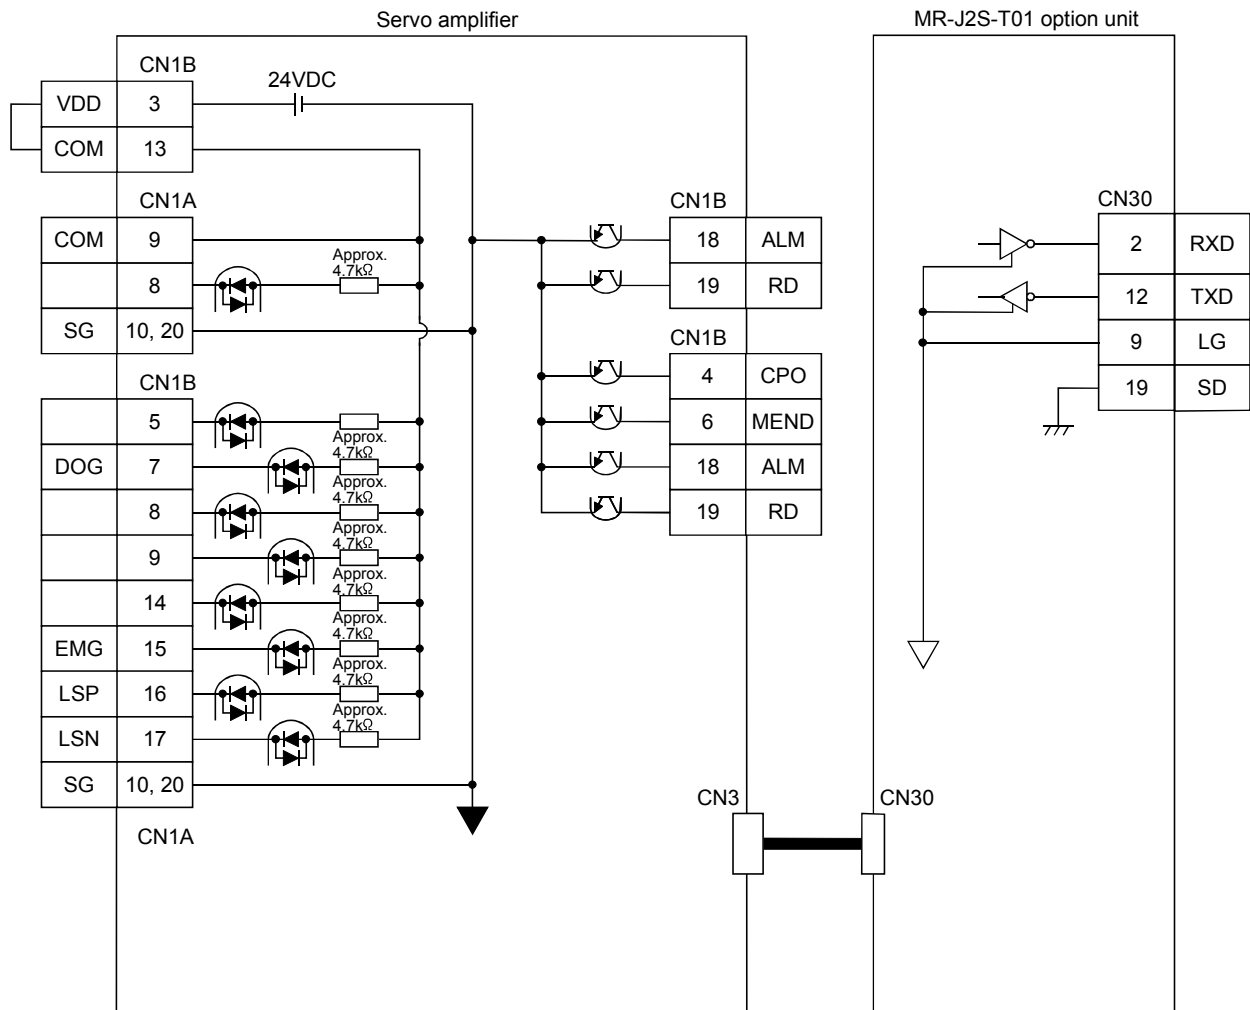 Servo amplifier
MR-J2S-T01 option unit
CN1B
24VDC
VDD 3
COM 13
CN1A
COM 9
8
Approx.
4.7kΩ
SG 10, 20
CN1B
5
Approx.
4.7kΩ
DOG 7
Approx.
4.7kΩ
8
Approx.
4.7kΩ
9
Approx.
4.7kΩ
14
Approx.
4.7kΩ
EMG 15
Approx.
4.7kΩ
LSP 16
Approx.
4.7kΩ
LSN 17
SG 10, 20
CN1A
CN1B
18 ALM
19 RD
CN1B
4 CPO
6 MEND
18 ALM
19 RD
CN3
CN30
CN30
2 RXD
12 TXD
9 LG
19 SD